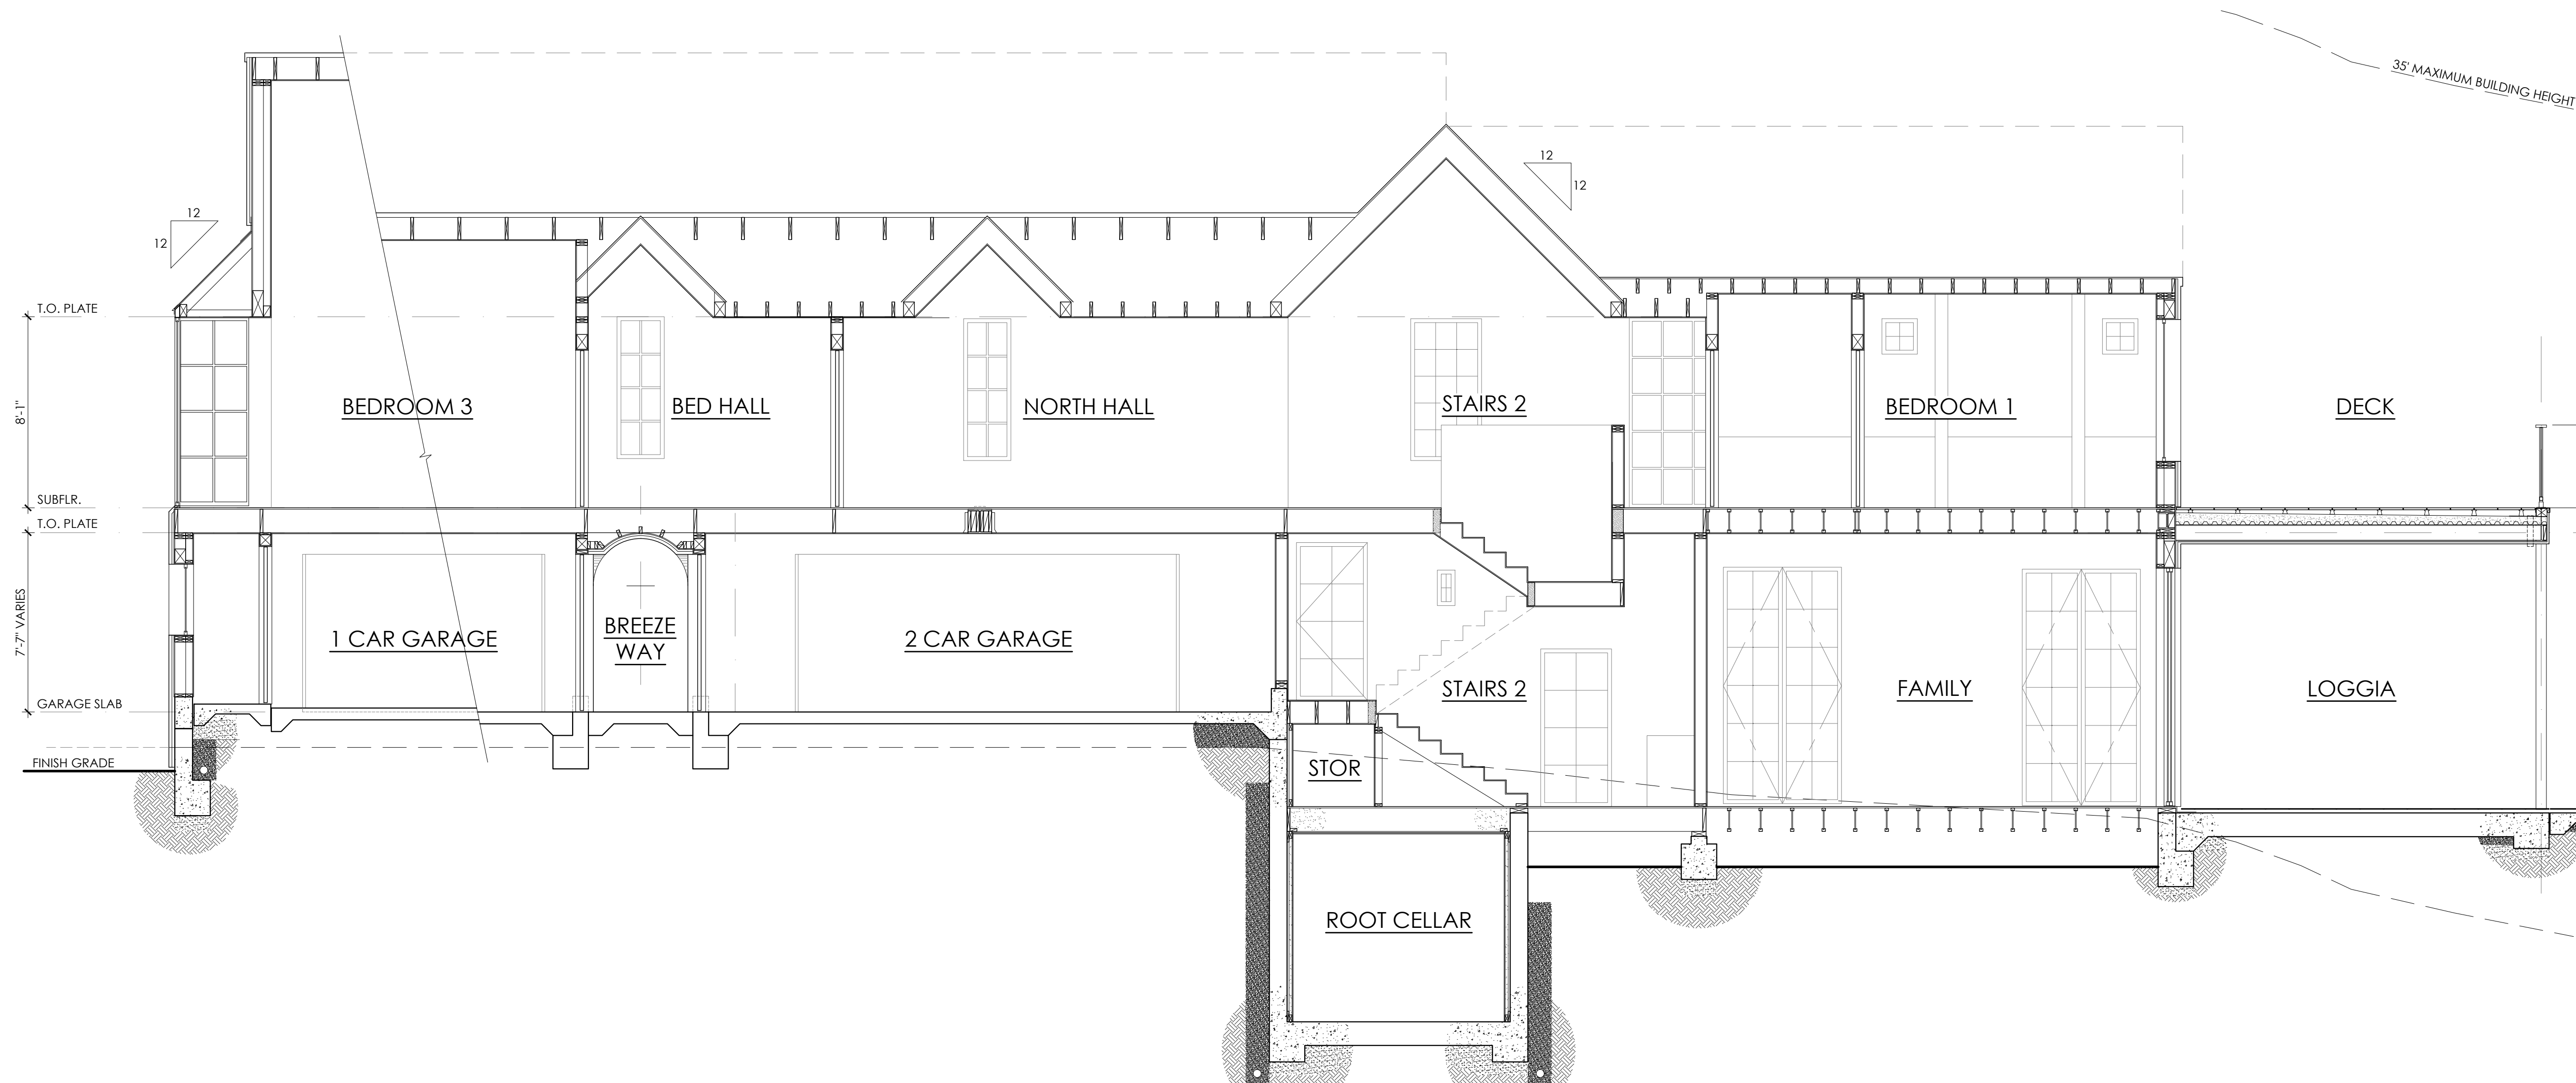 35' MAXIMUM BUILDING HEIGHT
12
12
12
12
T.O. PLATE
8'-1"
BEDROOM 3
BED HALL
NORTH HALL
STAIRS 2
BEDROOM 1
DECK
SUBFLR.
T.O. PLATE
7'-7" VARIES
1 CAR GARAGE
BREEZE
WAY
2 CAR GARAGE
STAIRS 2
FAMILY
LOGGIA
GARAGE SLAB
FINISH GRADE
STOR
ROOT CELLAR